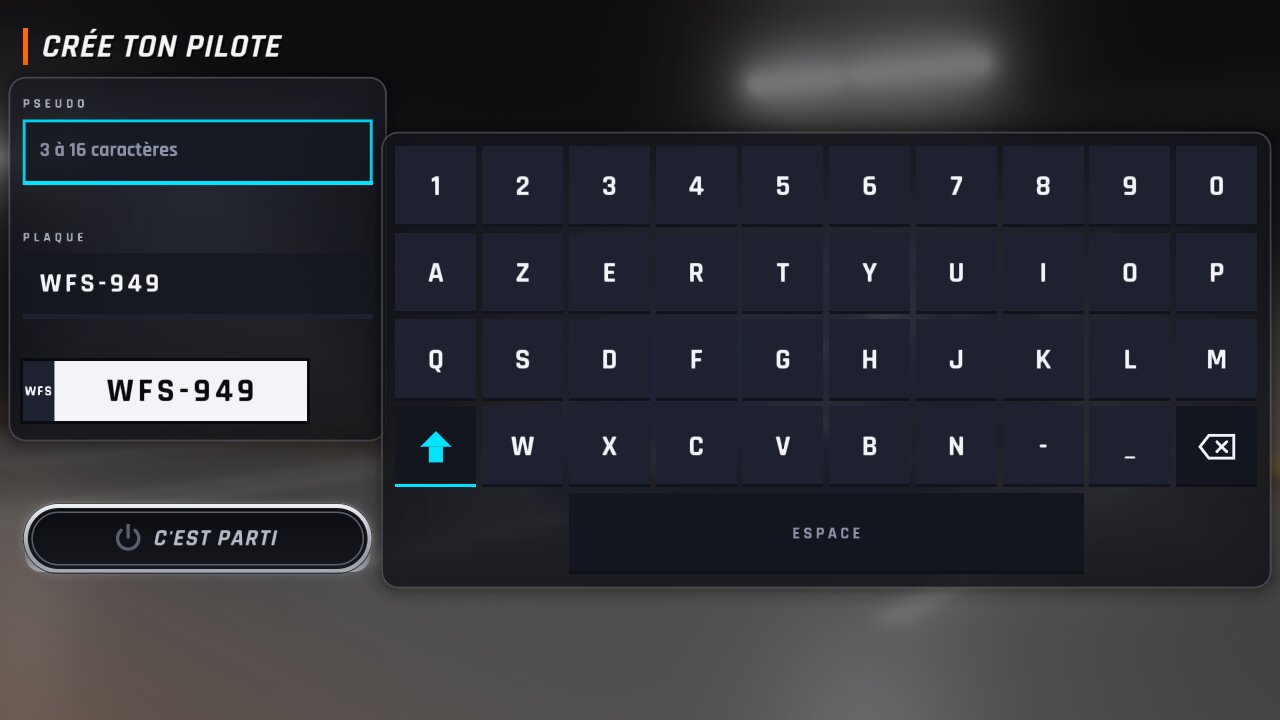 CRÉE TON PILOTE
PSEUDO
3 à 16 caractères
PLAQUE
WFS-949
WFS WFS-949
C'EST PARTI
1 2 3 4 5 6 7 8 9 0
A Z E R T Y U I O P
Q S D F G H J K L M
W X C V B N - _
ESPACE